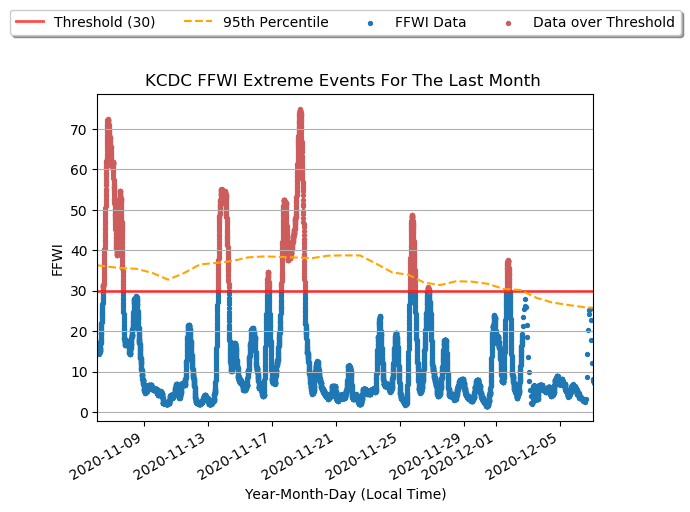 Threshold (30) 95th Percentile FFWI Data Data over Threshold
KCDC FFWI Extreme Events For The Last Month
70
60
50
40
30
20
10
0
FFWI
2020-11-09 2020-11-13 2020-11-17 2020-11-21 2020-11-25 2020-11-29 2020-12-01 2020-12-05
Year-Month-Day (Local Time)